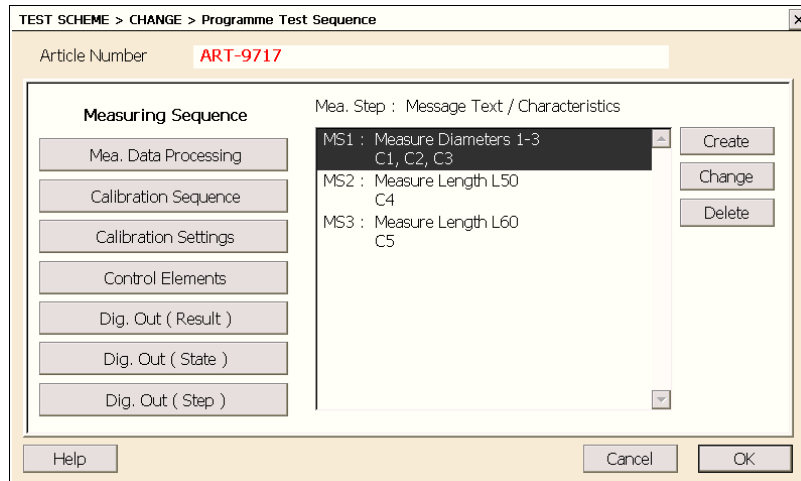 TEST SCHEME > CHANGE > Programme Test Sequence
Article Number ART-9717
Measuring Sequence
Mea. Data Processing
Calibration Sequence
Calibration Settings
Control Elements
Dig. Out ( Result )
Dig. Out ( State )
Dig. Out ( Step )
Mea. Step : Message Text / Characteristics
MS1 : Measure Diameters 1-3
C1, C2, C3
MS2 : Measure Length L50
C4
MS3 : Measure Length L60
C5
Create
Change
Delete
Help
Cancel
OK